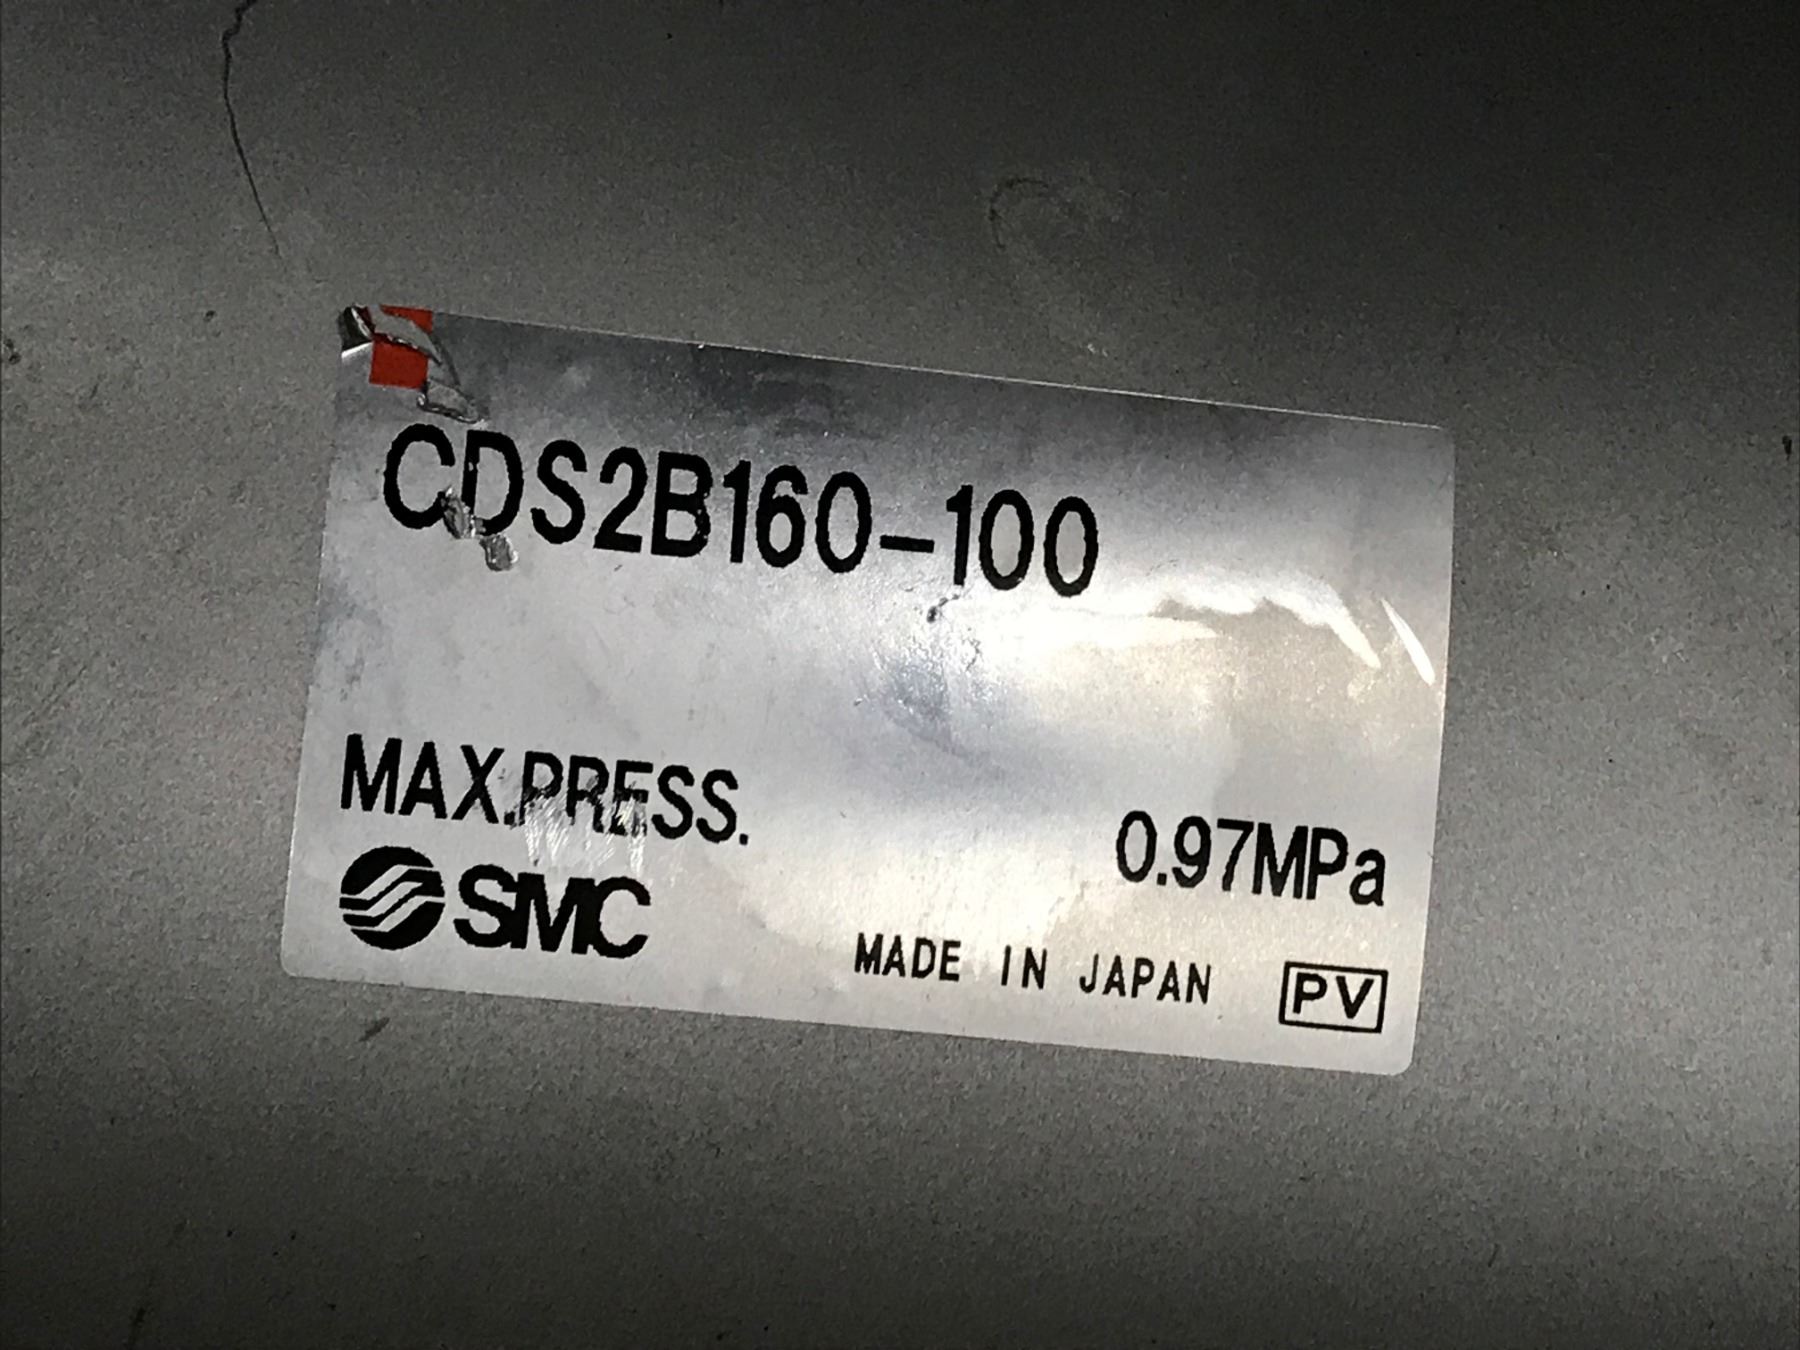 CDS2B160-100
MAX.PRESS. 0.97MPa
SMC MADE IN JAPAN PV